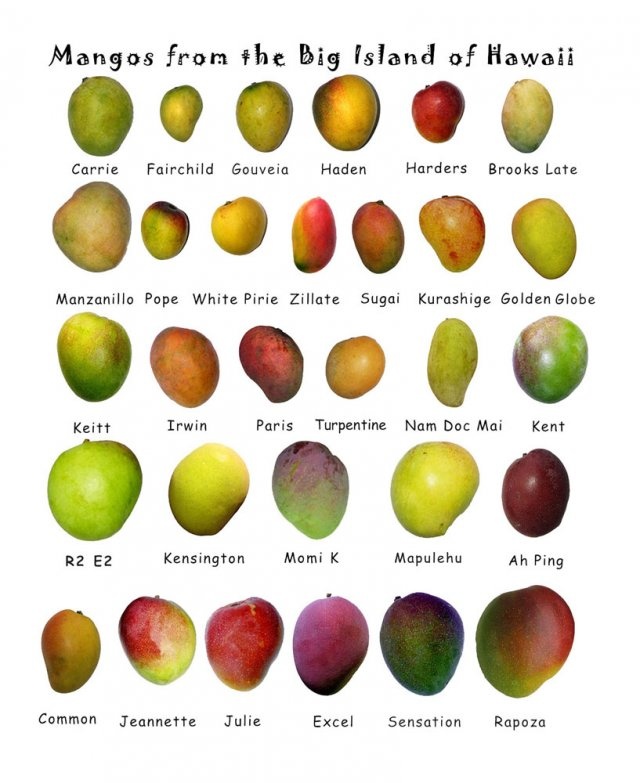 Mangos from the Big Island of Hawaii
Carrie Fairchild Gouveia Haden Harders Brooks Late
Manzanillo Pope White Pirie Zillate Sugai Kurashige Golden Globe
Keitt Irwin Paris Turpentine Nam Doc Mai Kent
R2 E2 Kensington Momi K Mapulehu Ah Ping
Common Jeannette Julie Excel Sensation Rapoza